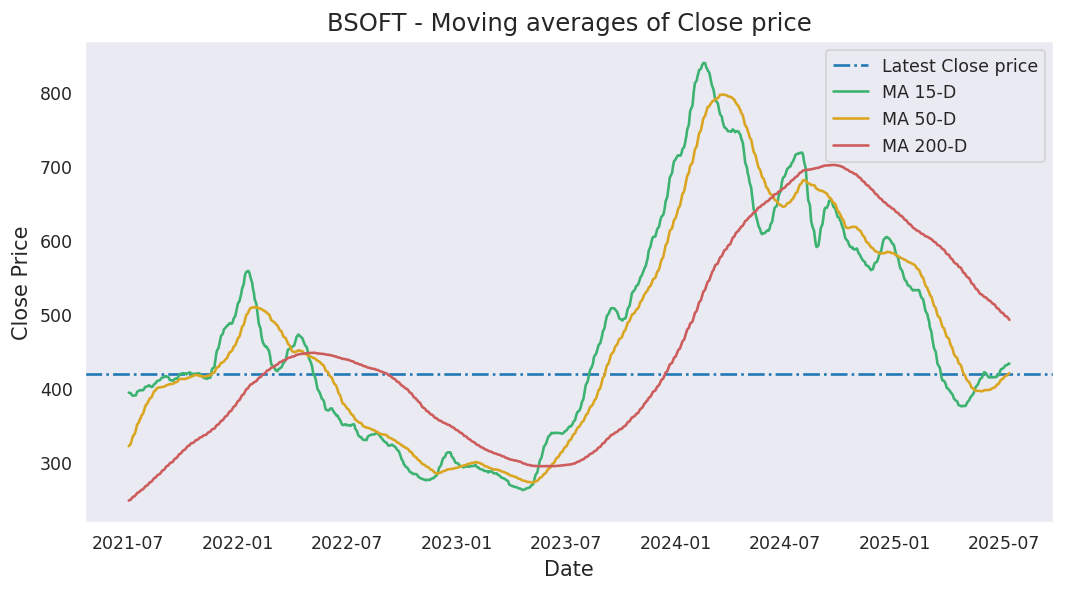 BSOFT - Moving averages of Close price
Close Price
800
700
600
500
400
300
Latest Close price
MA 15-D
MA 50-D
MA 200-D
2021-07 2022-01 2022-07 2023-01 2023-07 2024-01 2024-07 2025-01 2025-07
Date